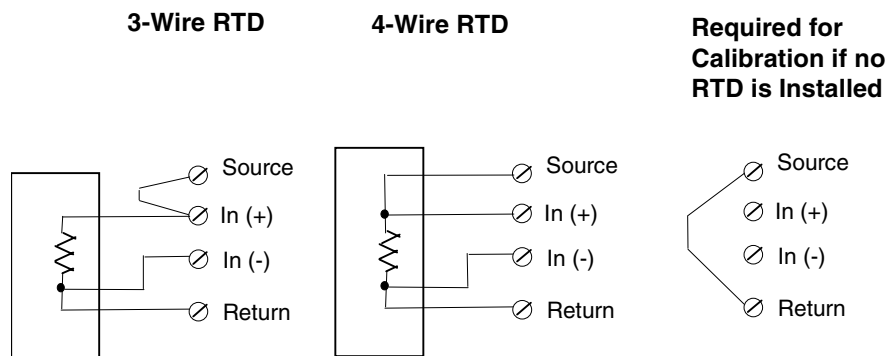 3-Wire RTD
4-Wire RTD
Required for
Calibration if no
RTD is Installed
Source
In (+)
In (-)
Return
Source
In (+)
In (-)
Return
Source
In (+)
In (-)
Return